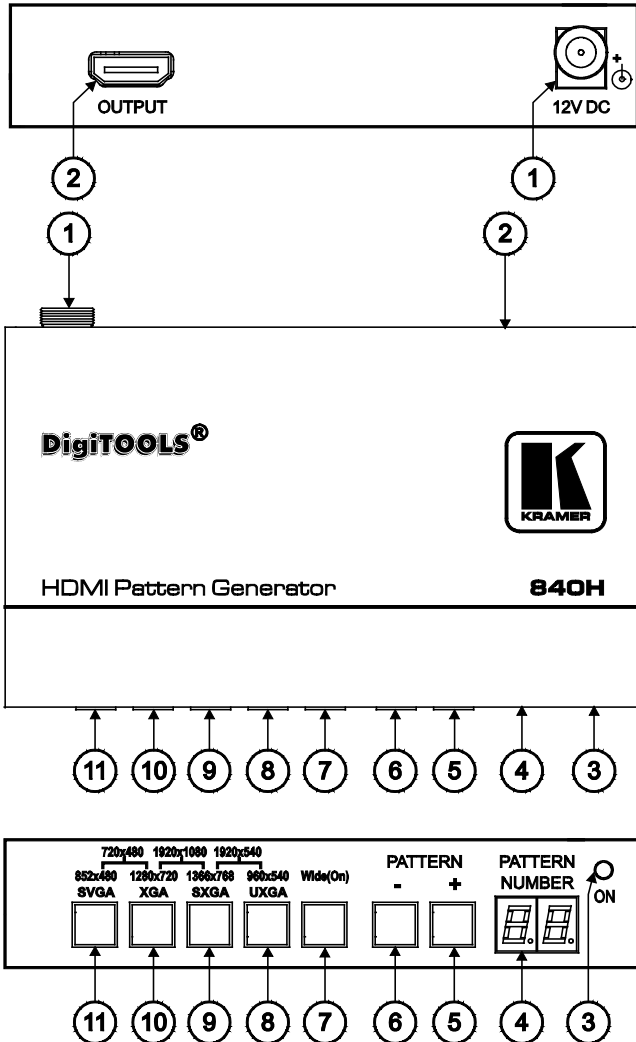 OUTPUT
12V DC
+
2
1
1
2
DigiTOOLS®
K
KRAMER
HDMI Pattern Generator
840H
11 10 9 8 7 6 5 4 3
720x480 1920x1080 1920x540
852x480 1280x720 1366x768 960x540 Wide(On)
SVGA XGA SXGA UXGA
PATTERN
- +
PATTERN
NUMBER
8.8.
ON
11 10 9 8 7 6 5 4 3